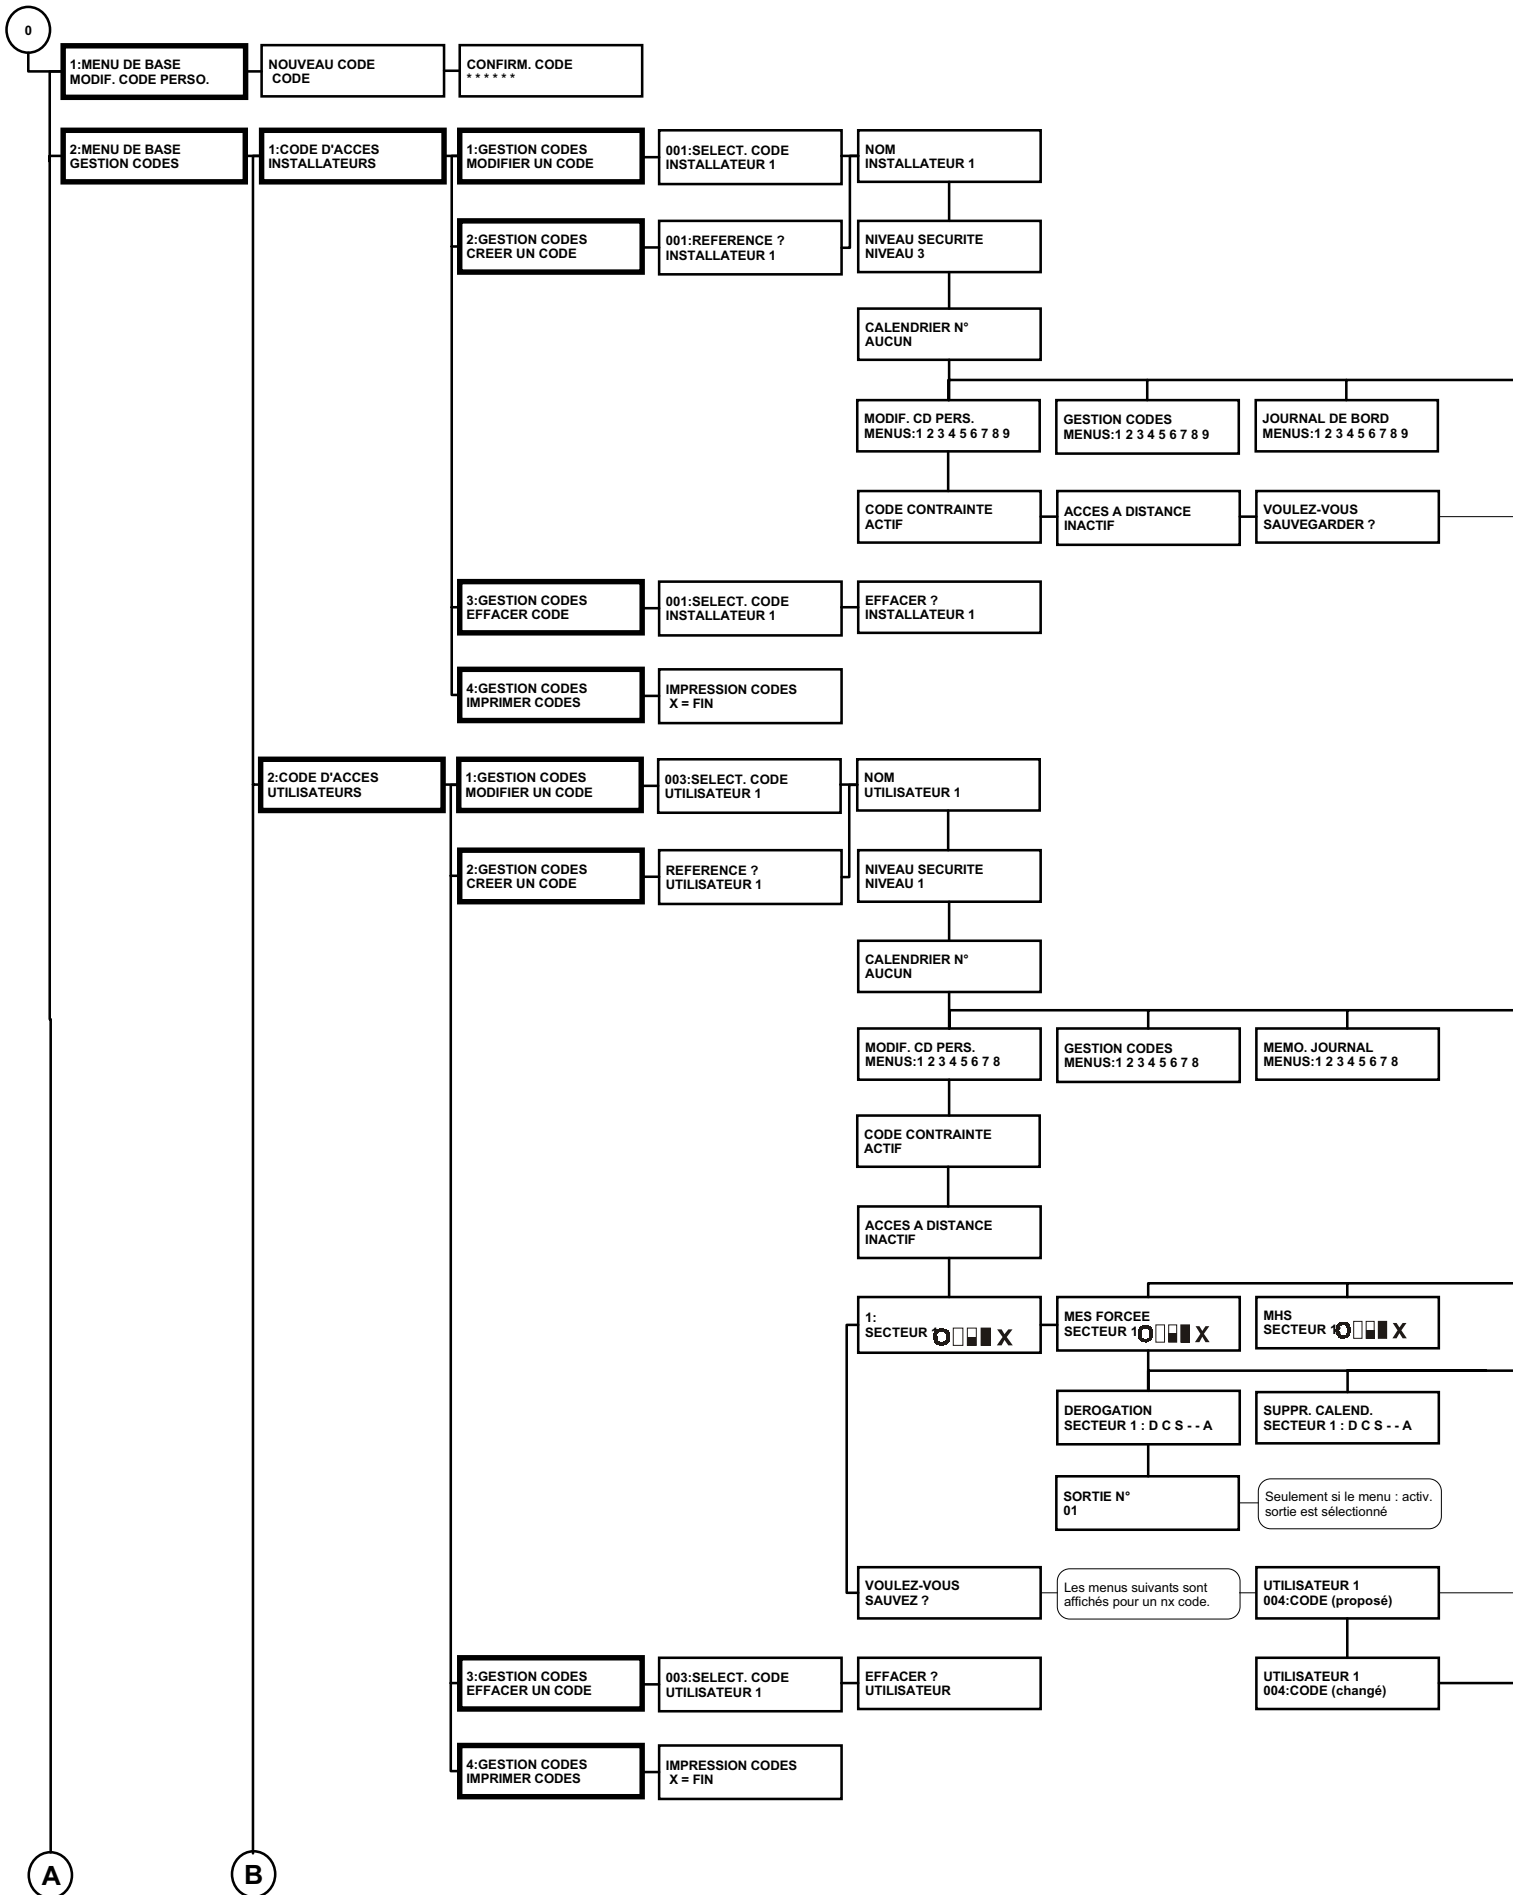 0
1:MENU DE BASE
MODIF. CODE PERSO.
NOUVEAU CODE
CODE
CONFIRM. CODE
* * * * * *
2:MENU DE BASE
GESTION CODES
1:CODE D'ACCES
INSTALLATEURS
1:GESTION CODES
MODIFIER UN CODE
001:SELECT. CODE
INSTALLATEUR 1
NOM
INSTALLATEUR 1
2:GESTION CODES
CREER UN CODE
001:REFERENCE ?
INSTALLATEUR 1
NIVEAU SECURITE
NIVEAU 3
CALENDRIER N°
AUCUN
MODIF. CD PERS.
MENUS:1 2 3 4 5 6 7 8 9
GESTION CODES
MENUS:1 2 3 4 5 6 7 8 9
JOURNAL DE BORD
MENUS:1 2 3 4 5 6 7 8 9
CODE CONTRAINTE
ACTIF
ACCES A DISTANCE
INACTIF
VOULEZ-VOUS
SAUVEGARDER ?
3:GESTION CODES
EFFACER CODE
001:SELECT. CODE
INSTALLATEUR 1
EFFACER ?
INSTALLATEUR 1
4:GESTION CODES
IMPRIMER CODES
IMPRESSION CODES
X = FIN
2:CODE D'ACCES
UTILISATEURS
1:GESTION CODES
MODIFIER UN CODE
003:SELECT. CODE
UTILISATEUR 1
NOM
UTILISATEUR 1
2:GESTION CODES
CREER UN CODE
REFERENCE ?
UTILISATEUR 1
NIVEAU SECURITE
NIVEAU 1
CALENDRIER N°
AUCUN
MODIF. CD PERS.
MENUS:1 2 3 4 5 6 7 8
GESTION CODES
MENUS:1 2 3 4 5 6 7 8
MEMO. JOURNAL
MENUS:1 2 3 4 5 6 7 8
CODE CONTRAINTE
ACTIF
ACCES A DISTANCE
INACTIF
1:
SECTEUR 1 O▯▄▮ X
MES FORCEE
SECTEUR 1 O▯▄▮ X
MHS
SECTEUR 1 O▯▄▮ X
DEROGATION
SECTEUR 1 : D C S - - A
SUPPR. CALEND.
SECTEUR 1 : D C S - - A
SORTIE N°
01
Seulement si le menu : activ.
sortie est sélectionné
VOULEZ-VOUS
SAUVEZ ?
Les menus suivants sont
affichés pour un nx code.
UTILISATEUR 1
004:CODE (proposé)
3:GESTION CODES
EFFACER UN CODE
003:SELECT. CODE
UTILISATEUR 1
EFFACER ?
UTILISATEUR
UTILISATEUR 1
004:CODE (changé)
4:GESTION CODES
IMPRIMER CODES
IMPRESSION CODES
X = FIN
A
B